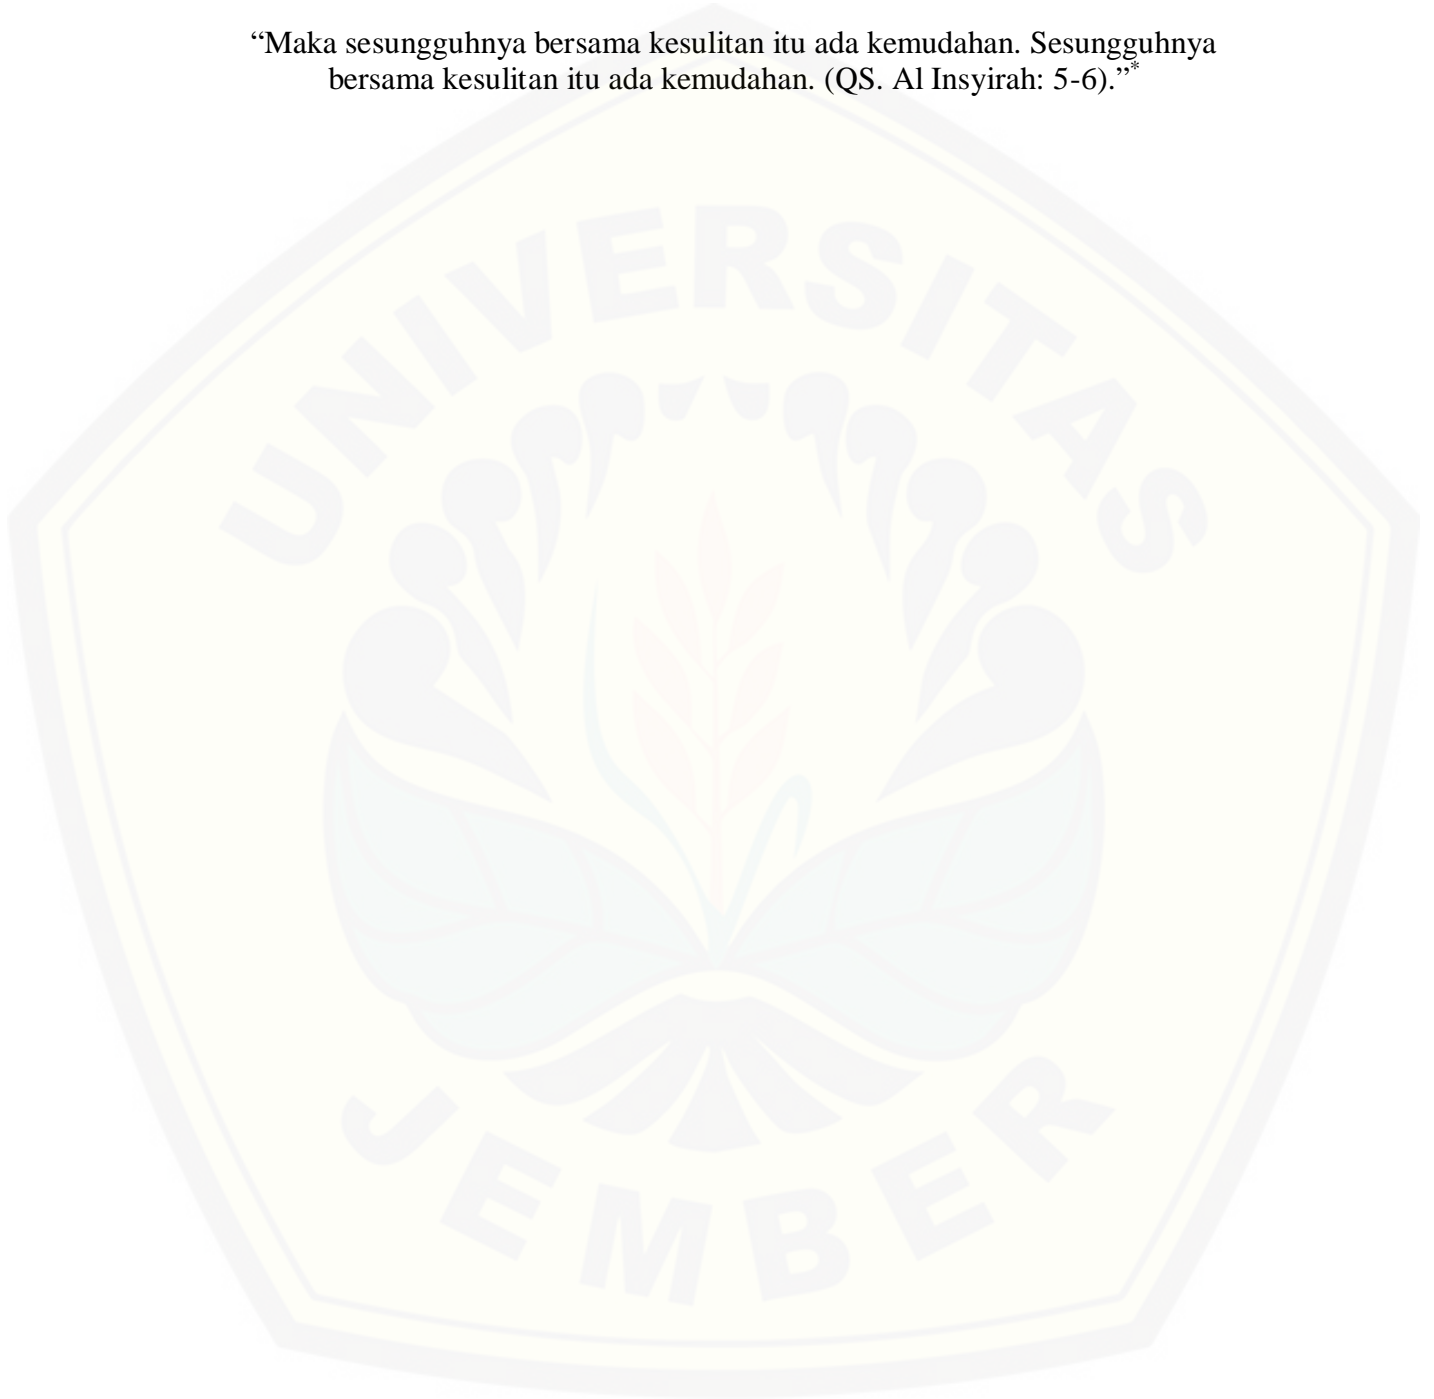 “Maka sesungguhnya bersama kesulitan itu ada kemudahan. Sesungguhnya
bersama kesulitan itu ada kemudahan. (QS. Al Insyirah: 5-6).”*
UNIVERSITAS
JEMBER